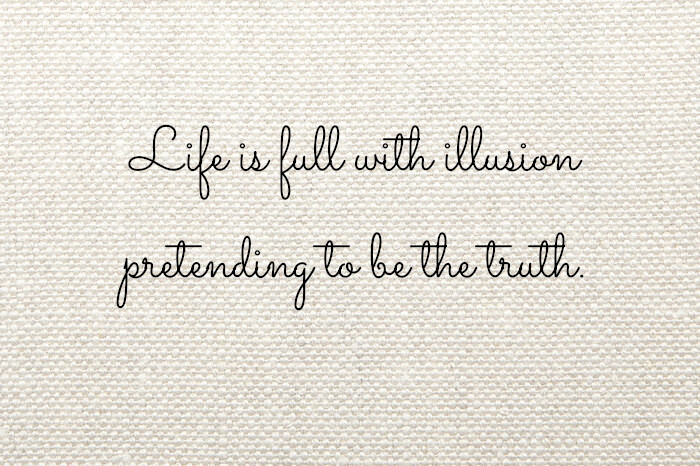 Life is full with illusion
pretending to be the truth.